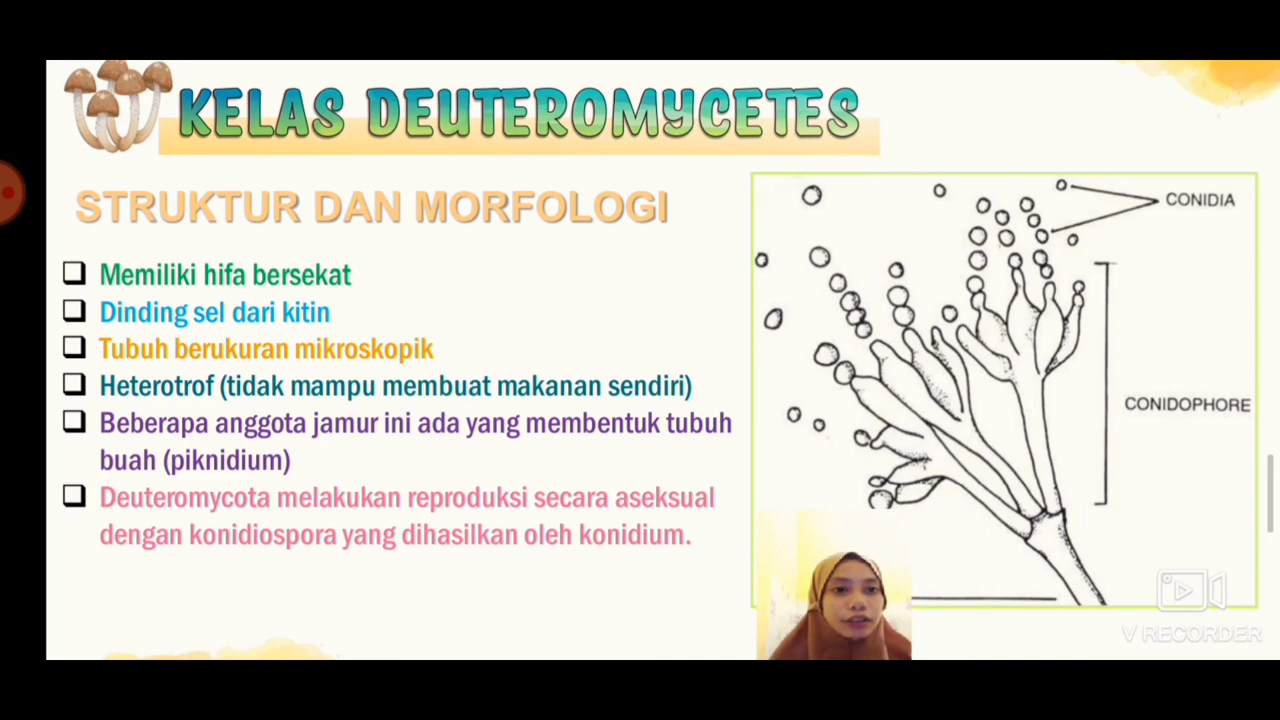 KELAS DEUTEROMYCETES
STRUKTUR DAN MORFOLOGI
Memiliki hifa bersekat
Dinding sel dari kitin
Tubuh berukuran mikroskopik
Heterotrof (tidak mampu membuat makanan sendiri)
Beberapa anggota jamur ini ada yang membentuk tubuh
buah (piknidium)
Deuteromycota melakukan reproduksi secara aseksual
dengan konidiospora yang dihasilkan oleh konidium.
CONIDIA
CONIDOPHORE
V RECORDER